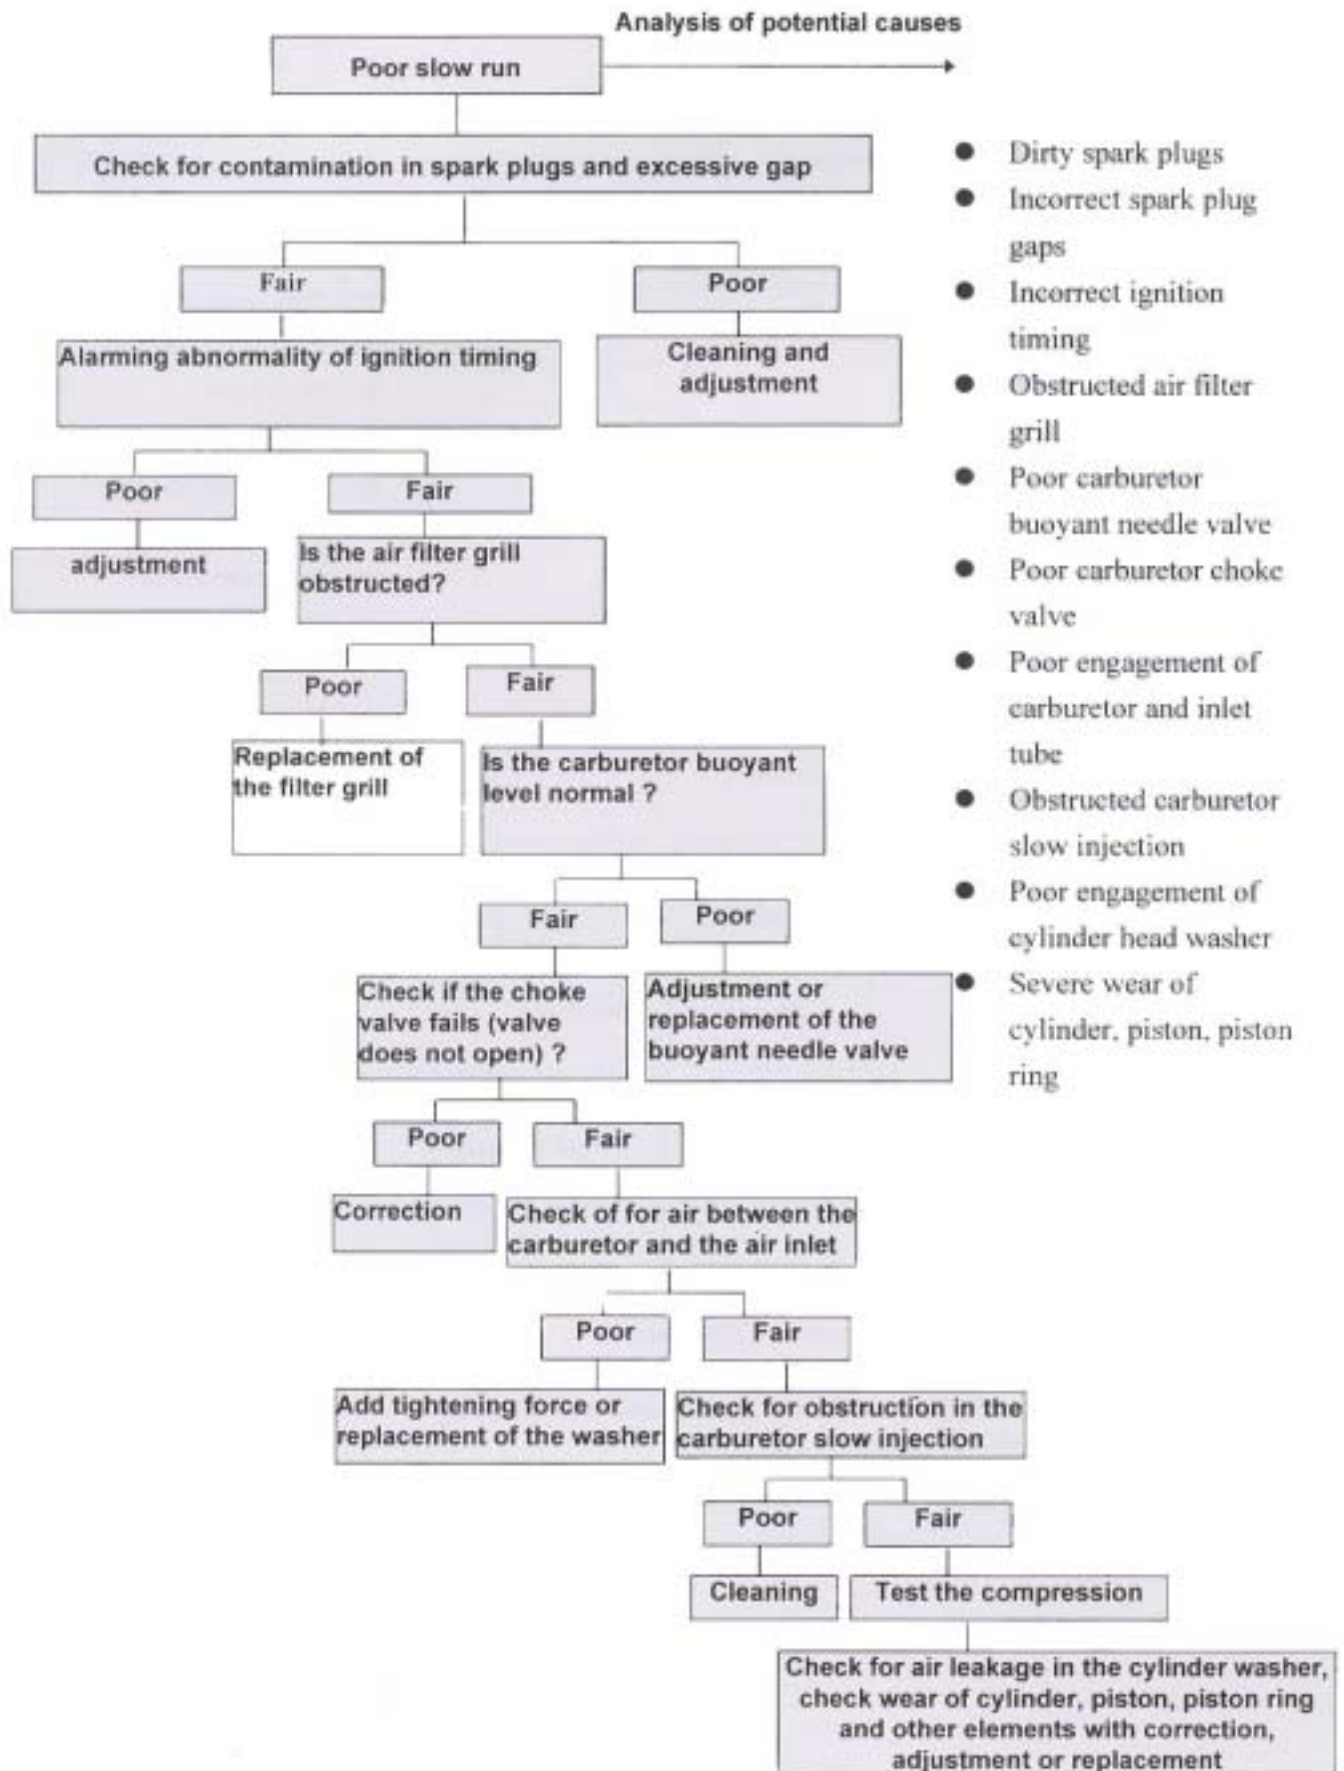 Analysis of potential causes
Poor slow run
Check for contamination in spark plugs and excessive gap
Fair
Poor
Alarming abnormality of ignition timing
Cleaning and
adjustment
Poor
Fair
adjustment
Is the air filter grill
obstructed?
Poor
Fair
Replacement of
the filter grill
Is the carburetor buoyant
level normal ?
Fair
Poor
Check if the choke
valve fails (valve
does not open) ?
Adjustment or
replacement of the
buoyant needle valve
Poor
Fair
Correction
Check of for air between the
carburetor and the air inlet
Poor
Fair
Add tightening force or
replacement of the washer
Check for obstruction in the
carburetor slow injection
Poor
Fair
Cleaning
Test the compression
Check for air leakage in the cylinder washer,
check wear of cylinder, piston, piston ring
and other elements with correction,
adjustment or replacement
● Dirty spark plugs
● Incorrect spark plug
gaps
● Incorrect ignition
timing
● Obstructed air filter
grill
● Poor carburetor
buoyant needle valve
● Poor carburetor choke
valve
● Poor engagement of
carburetor and inlet
tube
● Obstructed carburetor
slow injection
● Poor engagement of
cylinder head washer
● Severe wear of
cylinder, piston, piston
ring